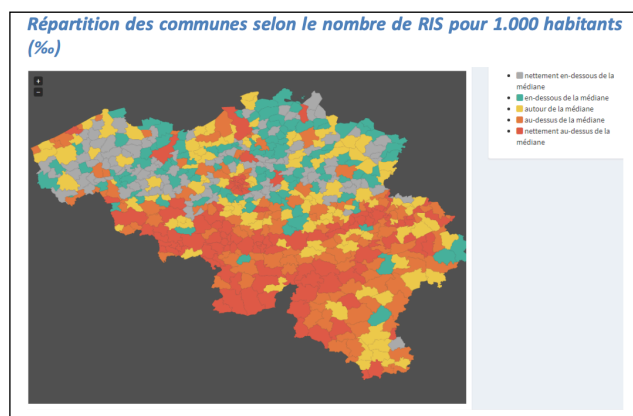 Répartition des communes selon le nombre de RIS pour 1.000 habitants
(‰)
+
−
nettement en-dessous de la
médiane
en-dessous de la médiane
autour de la médiane
au-dessus de la médiane
nettement au-dessus de la
médiane